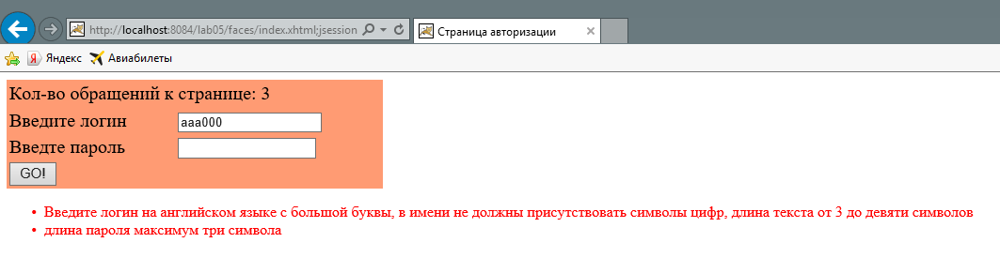 http://localhost:8084/lab05/faces/index.xhtml;jsession
Страница авторизации
Яндекс Авиабилеты
Кол-во обращений к странице: 3
Введите логин aaa000
Введте пароль
GO!
Введите логин на английском языке с большой буквы, в имени не должны присутствовать символы цифр, длина текста от 3 до девяти символов
длина пароля максимум три символа